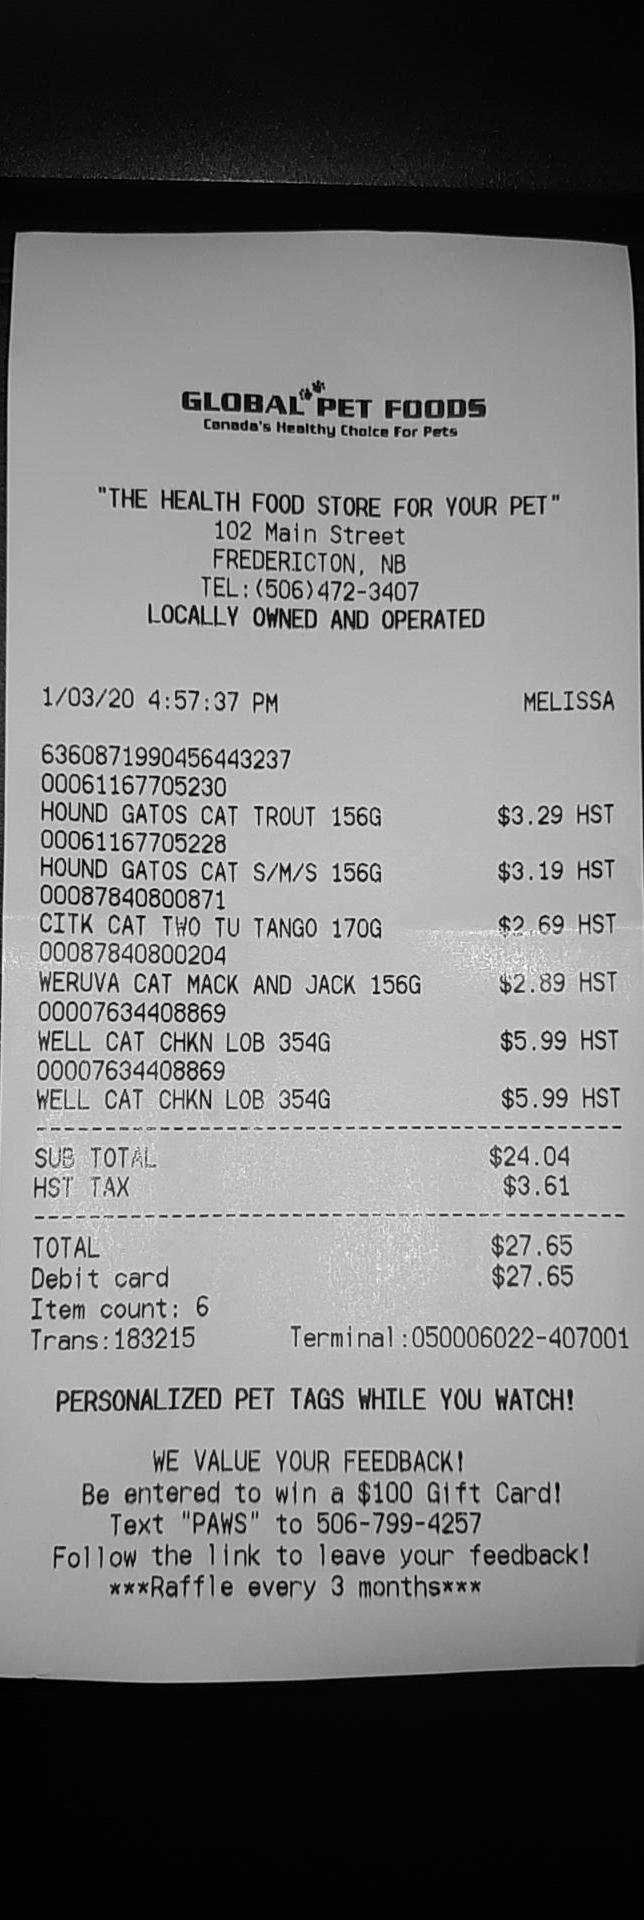 GLOBAL PET FOODS
Canada's Healthy Choice For Pets
"THE HEALTH FOOD STORE FOR YOUR PET"
102 Main Street
FREDERICTON, NB
TEL:(506)472-3407
LOCALLY OWNED AND OPERATED
1/03/20 4:57:37 PM MELISSA
6360871990456443237
00061167705230
HOUND GATOS CAT TROUT 156G $3.29 HST
00061167705228
HOUND GATOS CAT S/M/S 156G $3.19 HST
00087840800871
CITK CAT TWO TU TANGO 170G $2.69 HST
00087840800204
WERUVA CAT MACK AND JACK 156G $2.89 HST
00007634408869
WELL CAT CHKN LOB 354G $5.99 HST
00007634408869
WELL CAT CHKN LOB 354G $5.99 HST
SUB TOTAL $24.04
HST TAX $3.61
TOTAL $27.65
Debit card $27.65
Item count: 6
Trans:183215 Terminal:050006022-407001
PERSONALIZED PET TAGS WHILE YOU WATCH!
WE VALUE YOUR FEEDBACK!
Be entered to win a $100 Gift Card!
Text "PAWS" to 506-799-4257
Follow the link to leave your feedback!
***Raffle every 3 months***